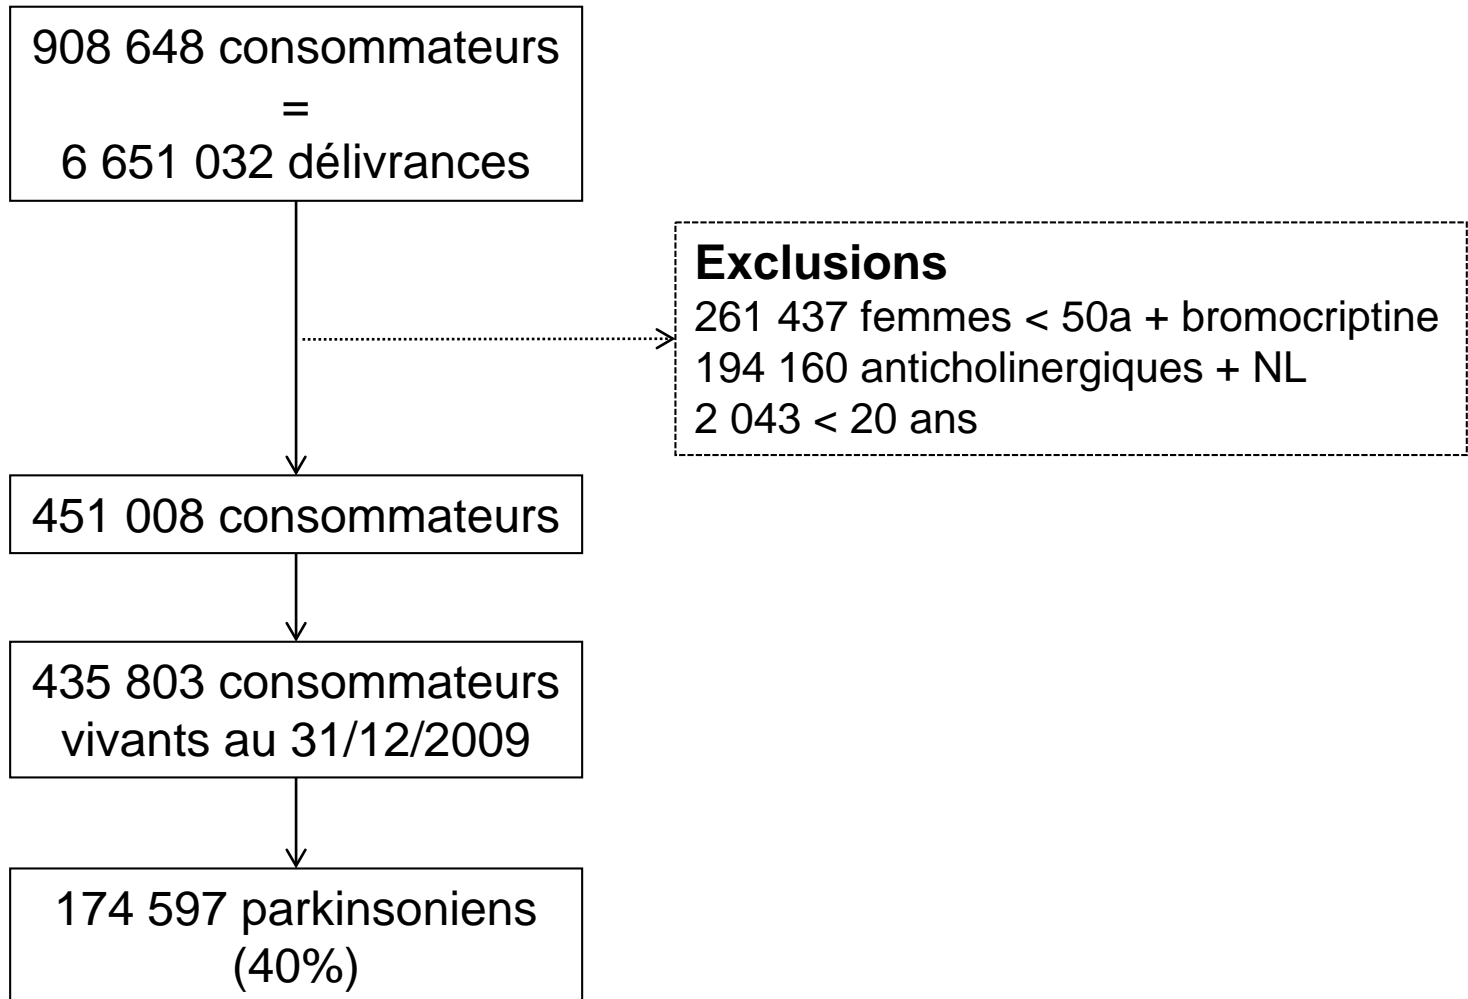 908 648 consommateurs
=
6 651 032 délivrances
Exclusions
261 437 femmes < 50a + bromocriptine
194 160 anticholinergiques + NL
2 043 < 20 ans
451 008 consommateurs
435 803 consommateurs
vivants au 31/12/2009
174 597 parkinsoniens
(40%)